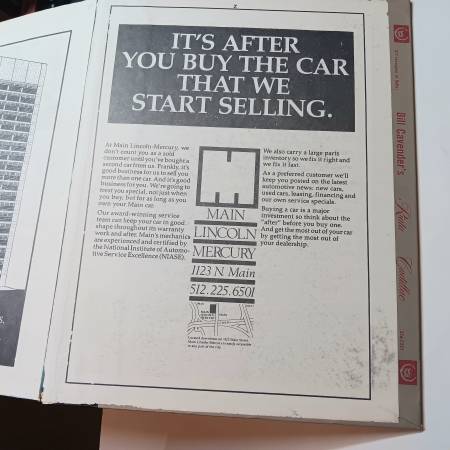 2
IT'S AFTER
YOU BUY THE CAR
THAT WE
START SELLING.
At Main Lincoln-Mercury, we
don't count you as a sold
customer until you've bought a
second car from us. Frankly, it's
good business for us to sell you
more than one car. And it's good
business for you. We're going to
treat you special, not just when
you buy, but for as long as you
own your Main car.
Our award-winning service
team can keep your car in good
shape throughout its warranty
work and after. Main's mechanics
are experienced and certified by
the National Institute of Automo-
tive Service Excellence (NIASE).
We also carry a large parts
inventory so we fix it right and
we fix it fast.
As a preferred customer we'll
keep you posted on the latest
automotive news: new cars,
used cars, leasing, financing and
our own service specials.
Buying a car is a major
investment so think about the
"after" before you buy one.
And get the most out of your car
by getting the most out of
your dealership.
MAIN
LINCOLN
MERCURY
1123 N. Main
512.225.6501
Bill Cavender's
Cadillac
S.